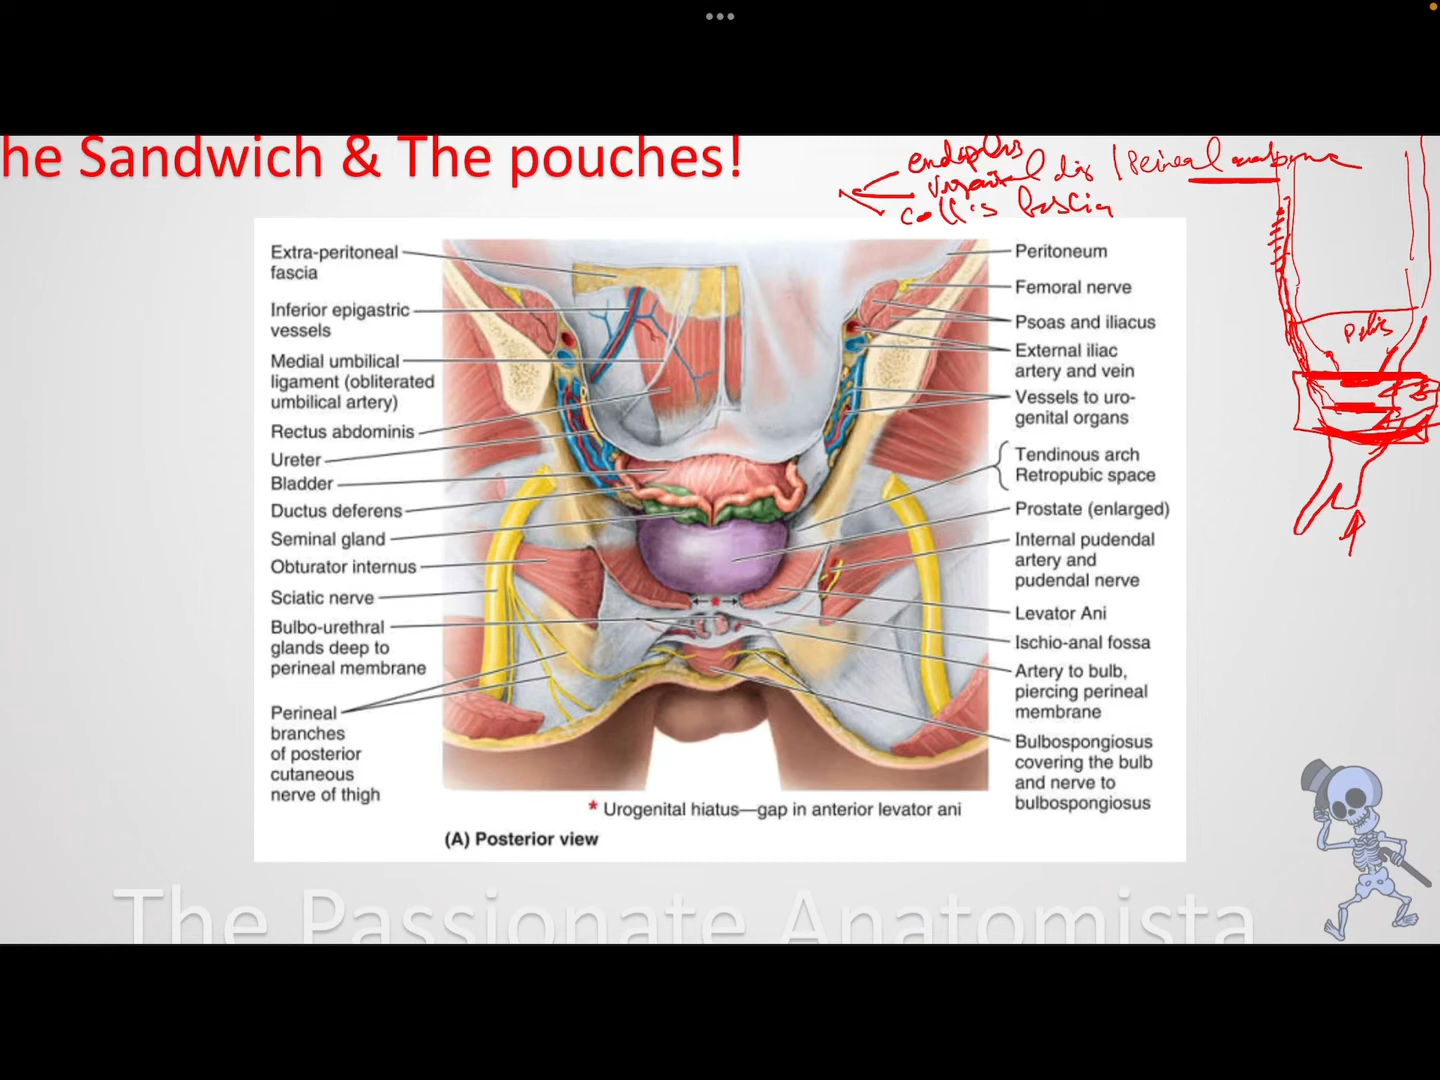 he Sandwich & The pouches!
fascia
Extra-peritoneal
fascia
Inferior epigastric
vessels
Medial umbilical
ligament (obliterated
umbilical artery)
Rectus abdominis
Ureter
Bladder
Ductus deferens
Seminal gland
Obturator internus
Sciatic nerve
Bulbo-urethral
glands deep to
perineal membrane
Perineal
branches
of posterior
cutaneous
nerve of thigh
Peritoneum
Femoral nerve
Psoas and iliacus
External iliac
artery and vein
Vessels to uro-
genital organs
Tendinous arch
Retropubic space
Prostate (enlarged)
Internal pudendal
artery and
pudendal nerve
Levator Ani
Ischio-anal fossa
Artery to bulb,
piercing perineal
membrane
Bulbospongiosus
covering the bulb
and nerve to
bulbospongiosus
* Urogenital hiatus—gap in anterior levator ani
(A) Posterior view
The Passionate Anatomista